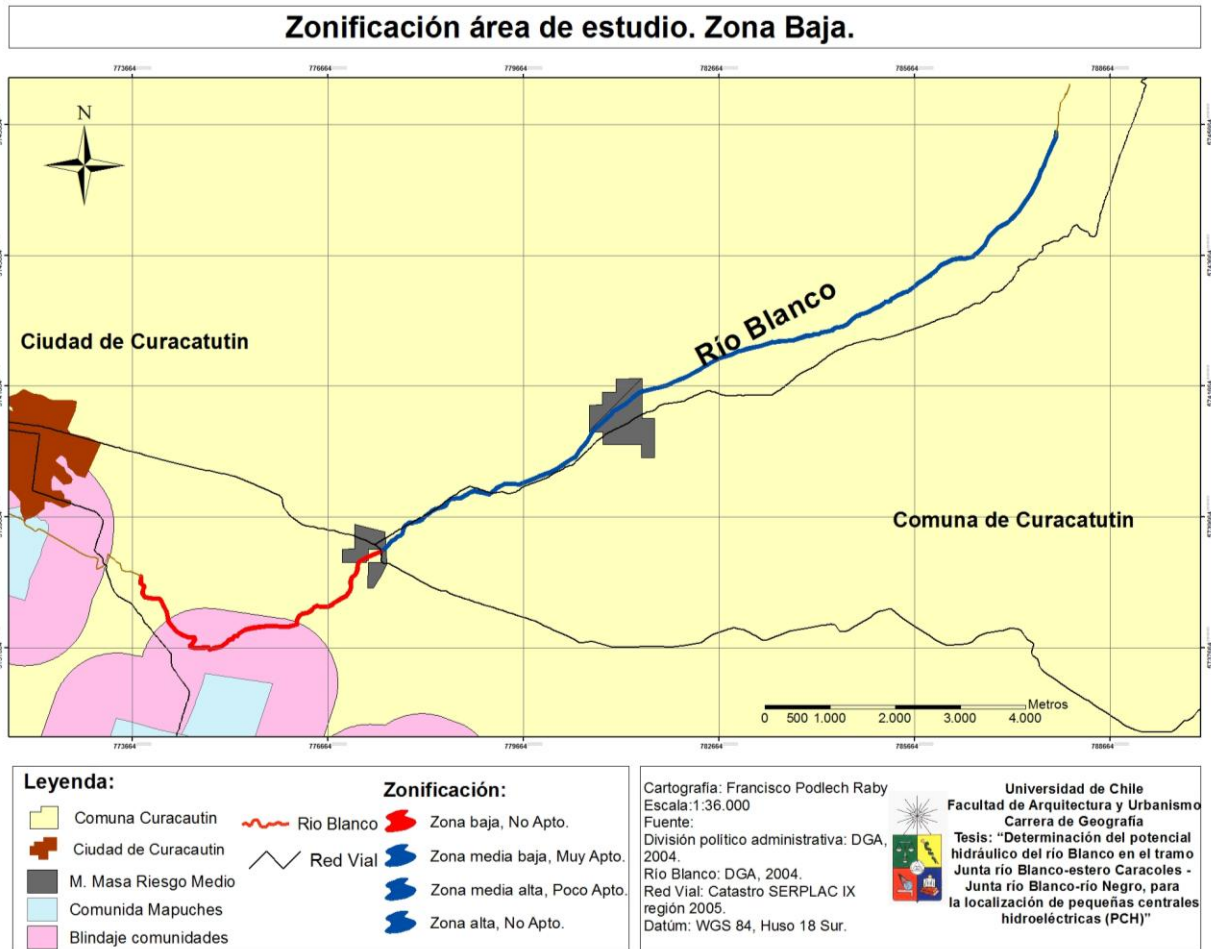 Zonificación área de estudio. Zona Baja.
773664
776664
779664
782664
785664
788664
N
Río Blanco
Ciudad de Curacatutin
Comuna de Curacatutin
Metros
0 500 1.000 2.000 3.000 4.000
773664
776664
779664
782664
785664
788664
Leyenda:
Comuna Curacautin
Ciudad de Curacautin
M. Masa Riesgo Medio
Comunida Mapuches
Blindaje comunidades
Rio Blanco
Red Vial
Zonificación:
Zona baja, No Apto.
Zona media baja, Muy Apto.
Zona media alta, Poco Apto.
Zona alta, No Apto.
Cartografía: Francisco Podlech Raby
Escala:1:36.000
Fuente:
División político administrativa: DGA,
2004.
Río Blanco: DGA, 2004.
Red Vial: Catastro SERPLAC IX
región 2005.
Datúm: WGS 84, Huso 18 Sur.
Universidad de Chile
Facultad de Arquitectura y Urbanismo
Carrera de Geografía
Tesis: “Determinación del potencial
hidráulico del río Blanco en el tramo
Junta río Blanco-estero Caracoles -
Junta río Blanco-río Negro, para
la localización de pequeñas centrales
hidroeléctricas (PCH)”